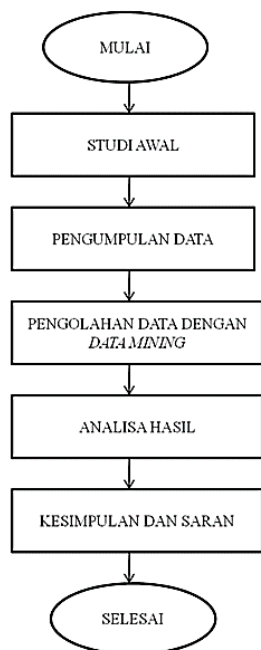 MULAI
STUDI AWAL
PENGUMPULAN DATA
PENGOLAHAN DATA DENGAN
DATA MINING
ANALISA HASIL
KESIMPULAN DAN SARAN
SELESAI